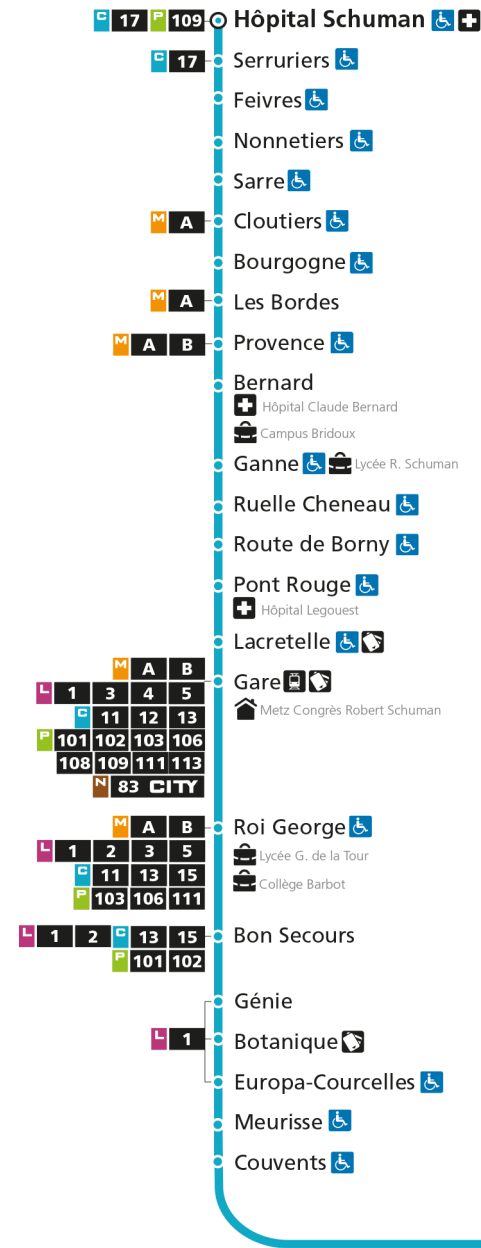 C 17 P 109 Hôpital Schuman
C 17 Serruriers
Feivres
Nonnetiers
Sarre
M A Cloutiers
Bourgogne
M A Les Bordes
M A B Provence
Bernard
Hôpital Claude Bernard
Campus Bridoux
Ganne Lycée R. Schuman
Ruelle Cheneau
Route de Borny
Pont Rouge
Hôpital Legouest
Lacretelle
M A B
L 1 3 4 5 Gare
C 11 12 13 Metz Congrès Robert Schuman
P 101 102 103 106
108 109 111 113
N 83 CITY
M A B Roi George
L 1 2 3 5 Lycée G. de la Tour
C 11 13 15 Collège Barbot
P 103 106 111
L 1 2 C 13 15 Bon Secours
P 101 102
Génie
L 1 Botanique
Europa-Courcelles
Meurisse
Couvents